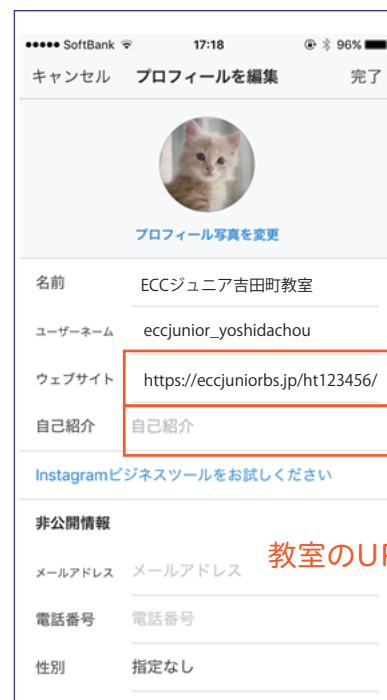 SoftBank 17:18 96%
キャンセル プロフィールを編集 完了
プロフィール写真を変更
名前 ECCジュニア吉田町教室
ユーザーネーム eccjunior_yoshidachou
ウェブサイト https://eccjuniorbs.jp/ht123456/
自己紹介 自己紹介
Instagramビジネスツールをお試しください
非公開情報
教室のUR
メールアドレス メールアドレス
電話番号 電話番号
性別 指定なし